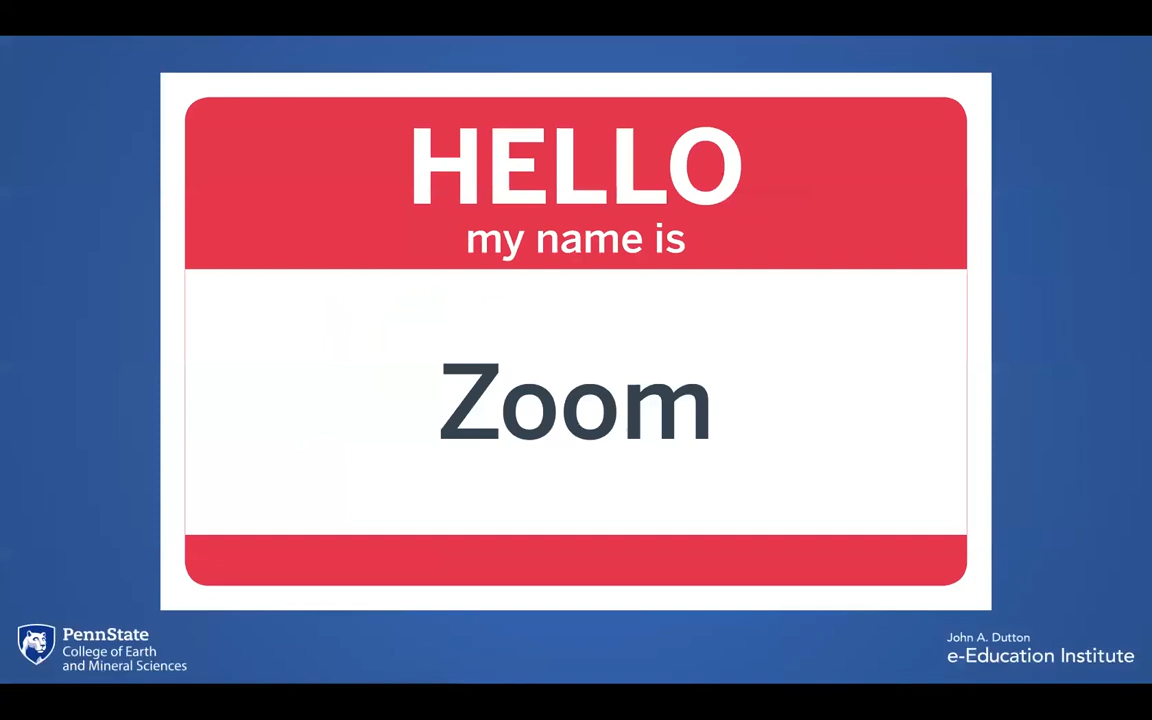 HELLO
my name is
Zoom
PennState
College of Earth
and Mineral Sciences
John A. Dutton
e-Education Institute